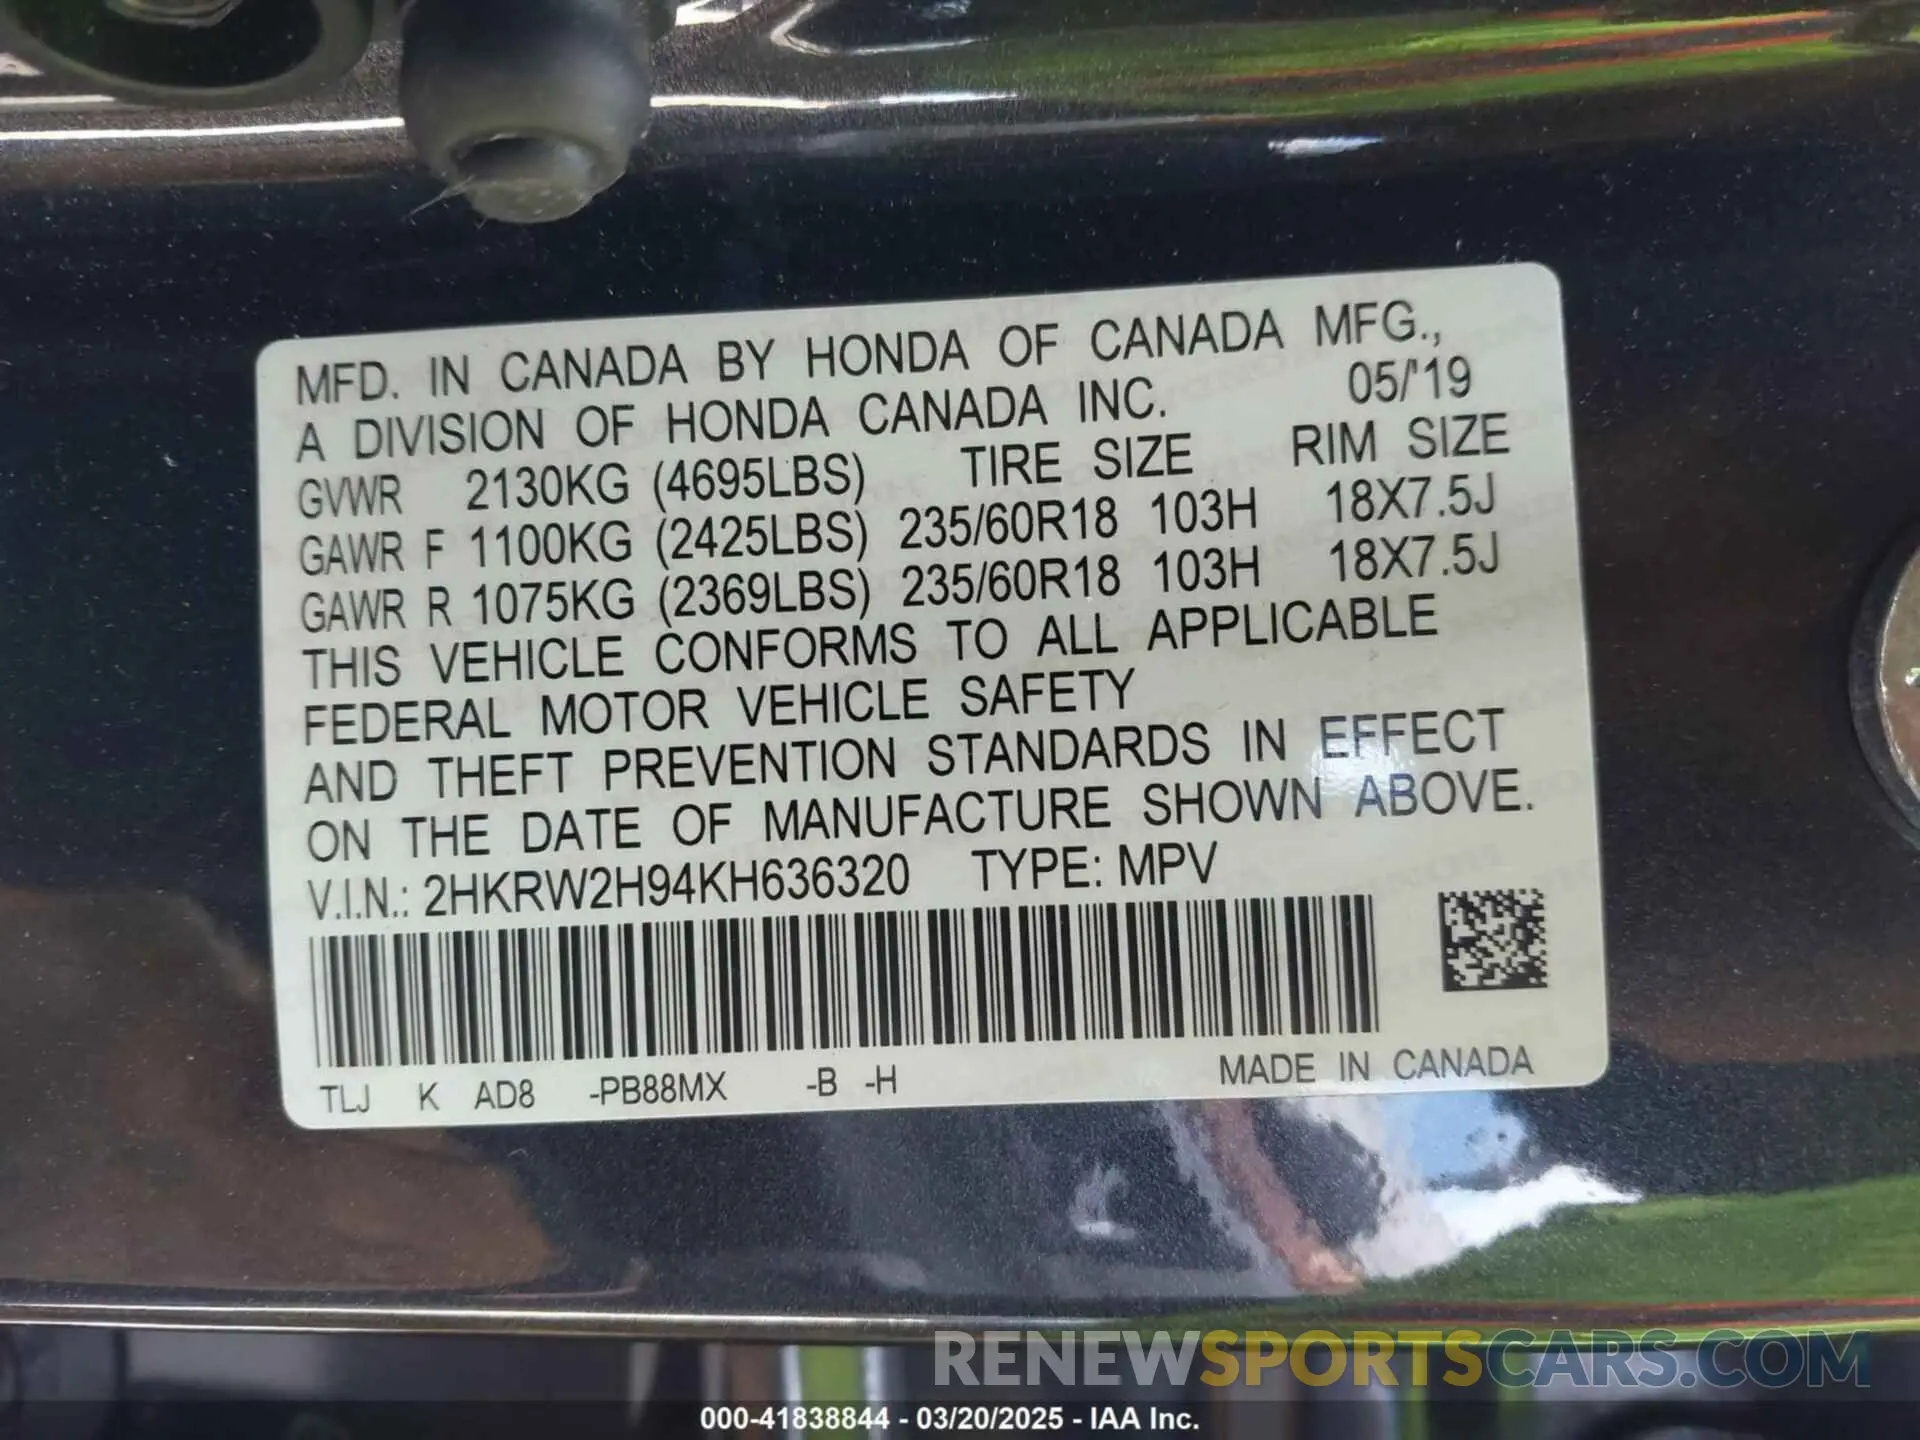 MFD. IN CANADA BY HONDA OF CANADA MFG.,
A DIVISION OF HONDA CANADA INC. 05/'19
GVWR 2130KG (4695LBS) TIRE SIZE RIM SIZE
GAWR F 1100KG (2425LBS) 235/60R18 103H 18X7.5J
GAWR R 1075KG (2369LBS) 235/60R18 103H 18X7.5J
THIS VEHICLE CONFORMS TO ALL APPLICABLE
FEDERAL MOTOR VEHICLE SAFETY
AND THEFT PREVENTION STANDARDS IN EFFECT
ON THE DATE OF MANUFACTURE SHOWN ABOVE.
V.I.N.: 2HKRW2H94KH636320 TYPE: MPV
TLJ K AD8 -PB88MX -B -H MADE IN CANADA
RENEWSPORTSCARS.COM
000-41838844 - 03/20/2025 - IAA Inc.